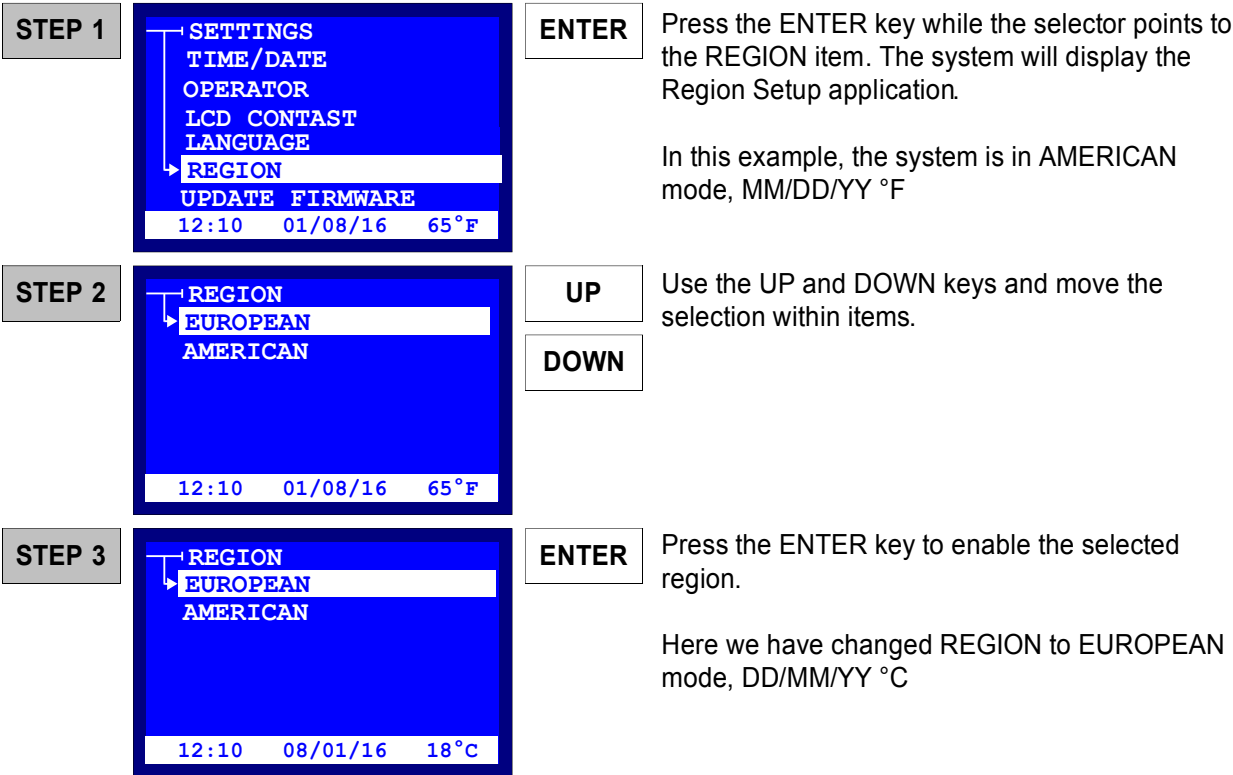 STEP 1
SETTINGS
TIME/DATE
OPERATOR
LCD CONTAST
LANGUAGE
REGION
UPDATE FIRMWARE
12:10 01/08/16 65°F
ENTER
Press the ENTER key while the selector points to
the REGION item. The system will display the
Region Setup application.
In this example, the system is in AMERICAN
mode, MM/DD/YY °F
STEP 2
REGION
EUROPEAN
AMERICAN
12:10 01/08/16 65°F
UP
DOWN
Use the UP and DOWN keys and move the
selection within items.
STEP 3
REGION
EUROPEAN
AMERICAN
12:10 08/01/16 18°C
ENTER
Press the ENTER key to enable the selected
region.
Here we have changed REGION to EUROPEAN
mode, DD/MM/YY °C